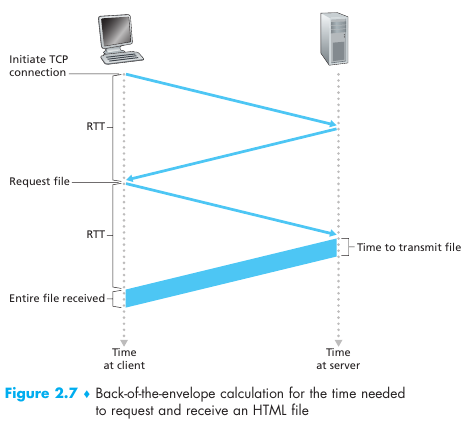 Initiate TCP
connection
RTT
Request file
RTT
Time to transmit file
Entire file received
Time
at client
Time
at server
Figure 2.7 ♦ Back-of-the-envelope calculation for the time needed
to request and receive an HTML file